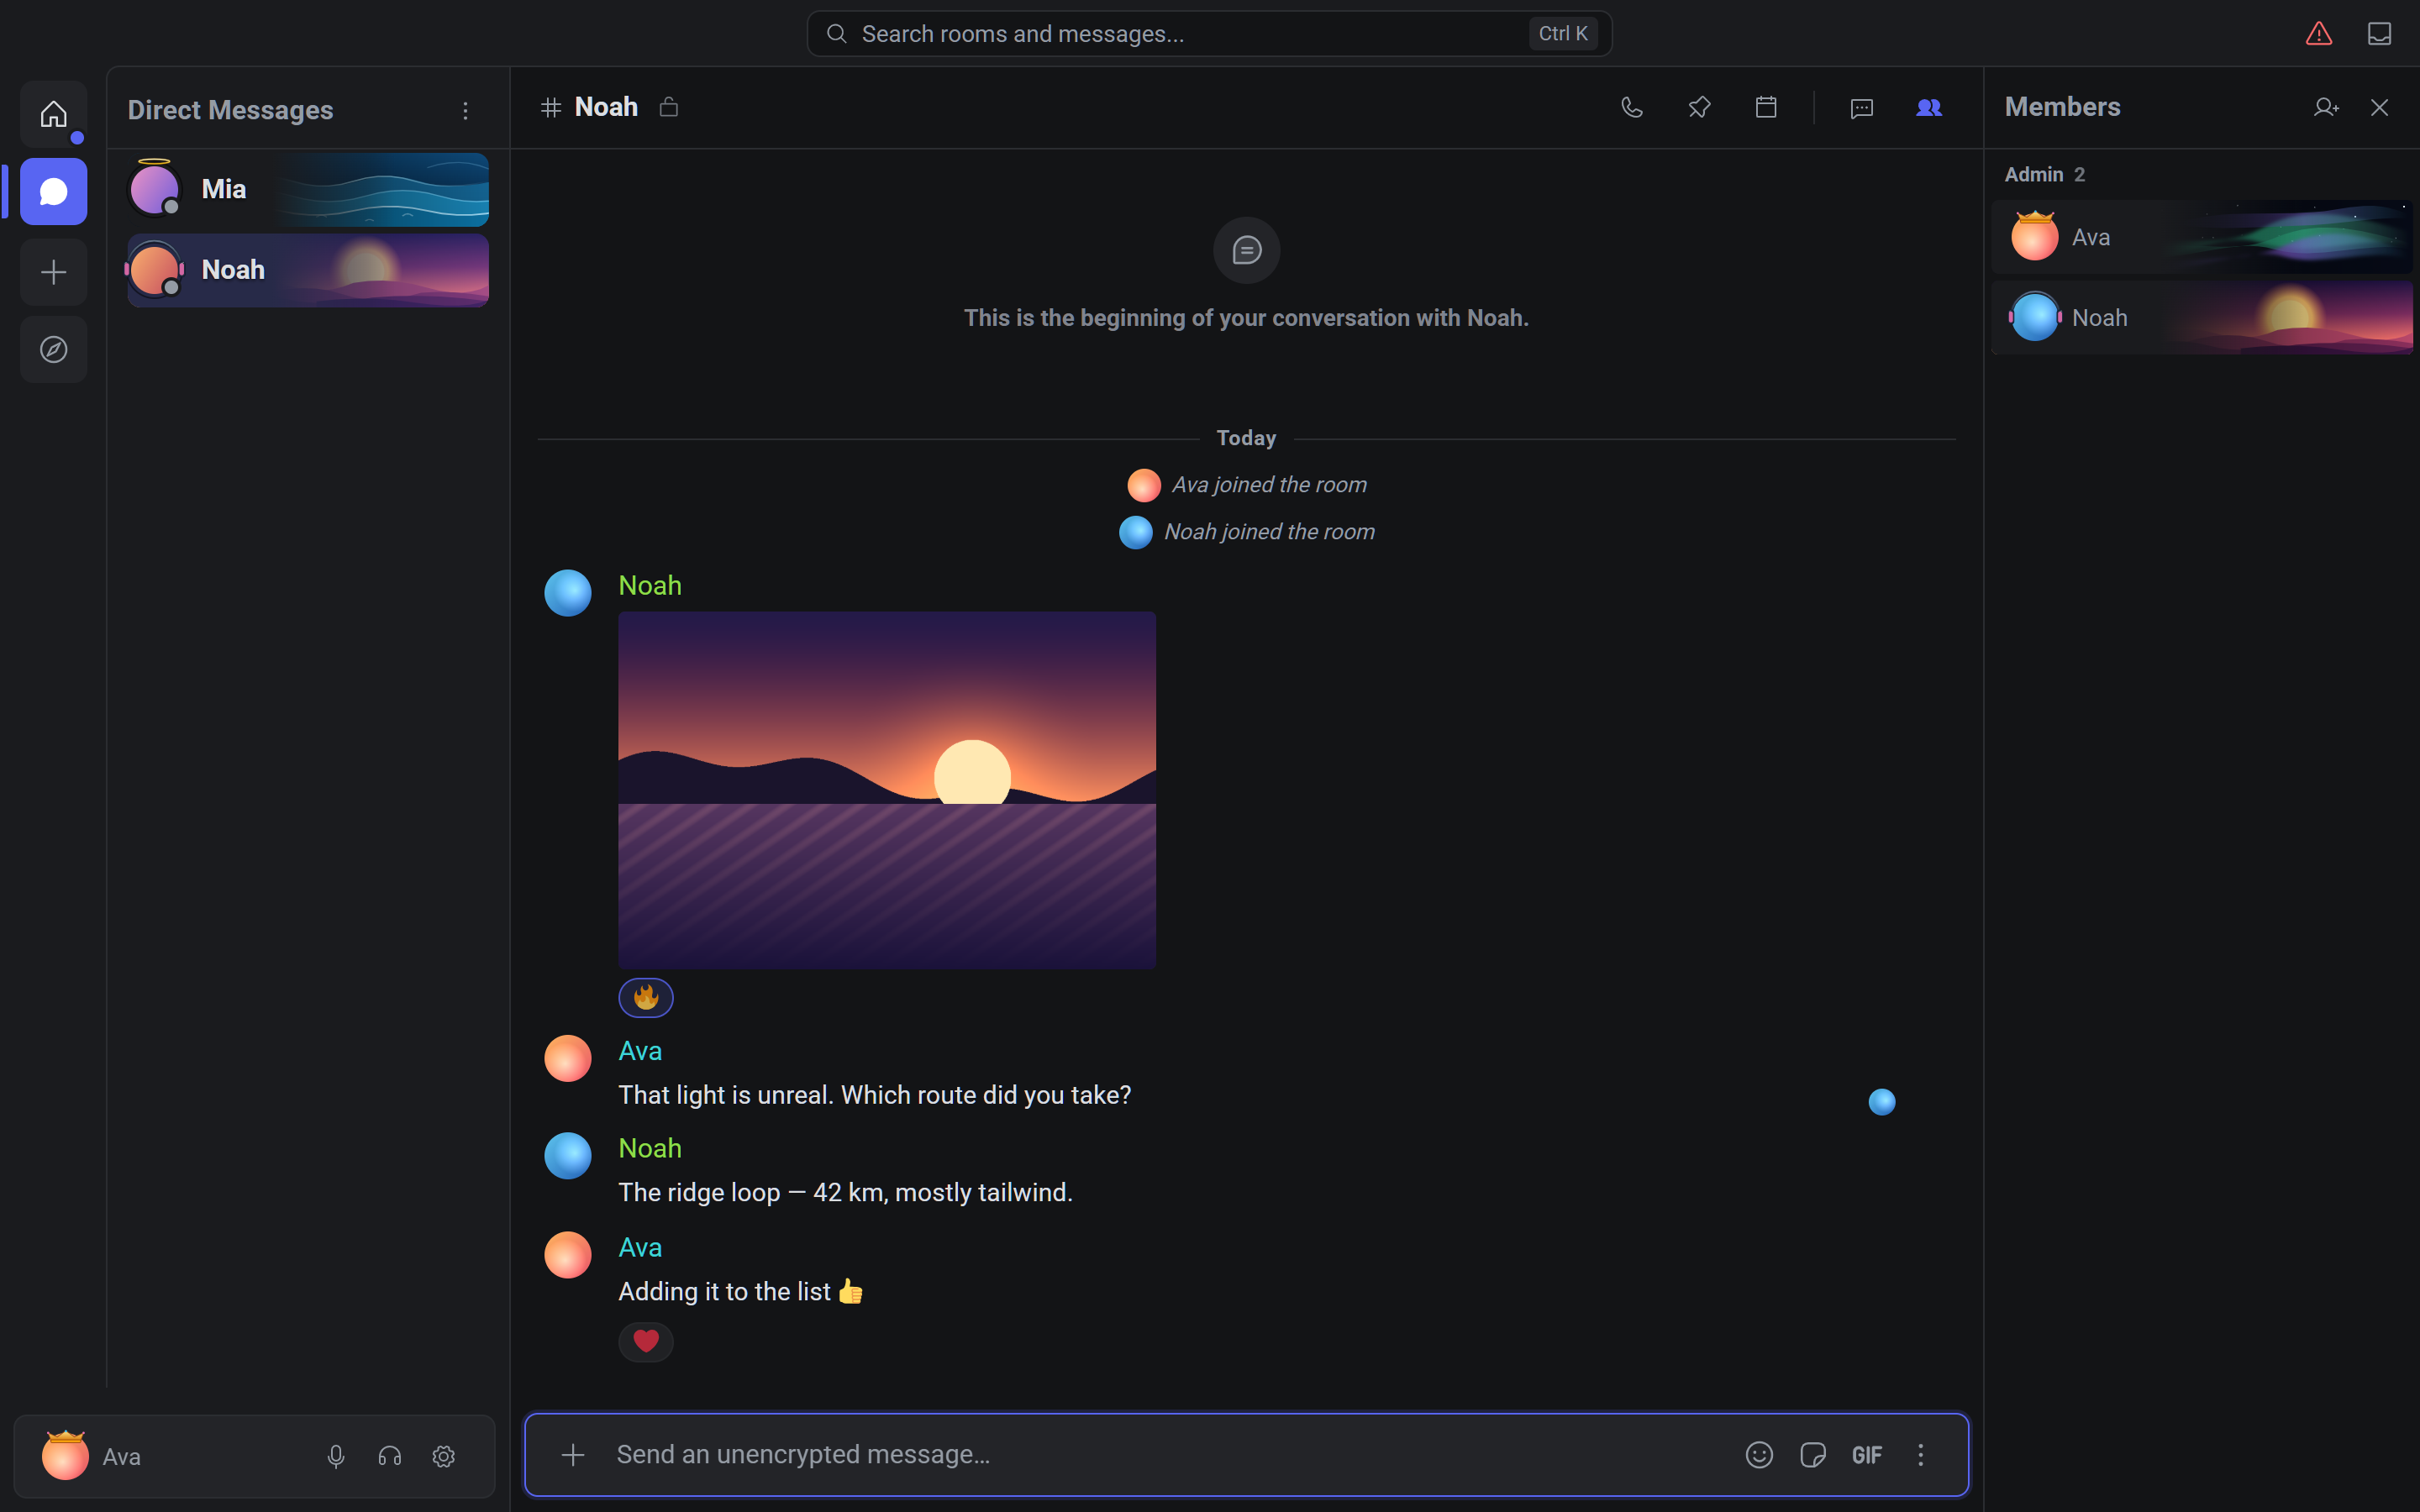 Search rooms and messages...
Ctrl K
Direct Messages
Mia
Noah
Noah
This is the beginning of your conversation with Noah.
Today
Ava joined the room
Noah joined the room
Noah
Ava
That light is unreal. Which route did you take?
Noah
The ridge loop — 42 km, mostly tailwind.
Ava
Adding it to the list 👍
Send an unencrypted message…
GIF
Members
Admin 2
Ava
Noah
Ava